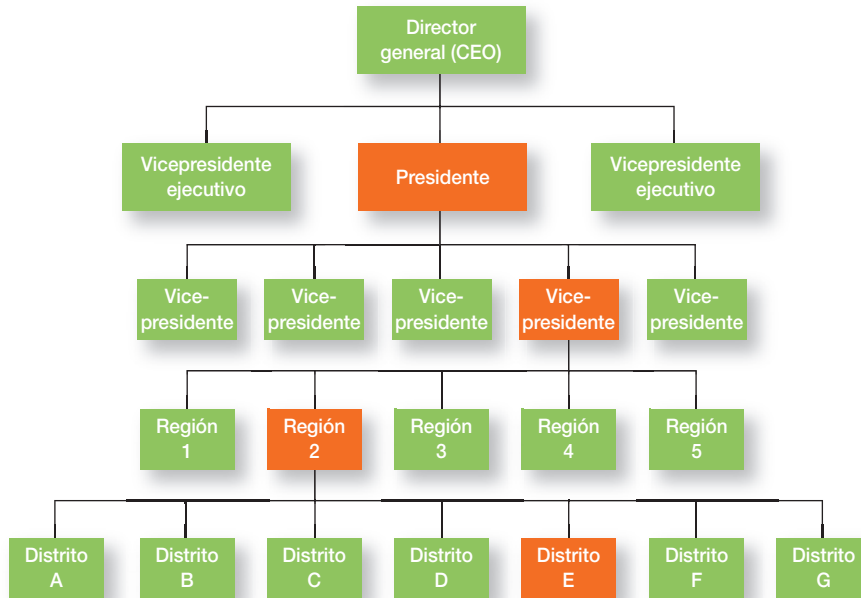 Director
general (CEO)
Vicepresidente
ejecutivo
Presidente
Vicepresidente
ejecutivo
Vice-
presidente
Vice-
presidente
Vice-
presidente
Vice-
presidente
Vice-
presidente
Región
1
Región
2
Región
3
Región
4
Región
5
Distrito
A
Distrito
B
Distrito
C
Distrito
D
Distrito
E
Distrito
F
Distrito
G